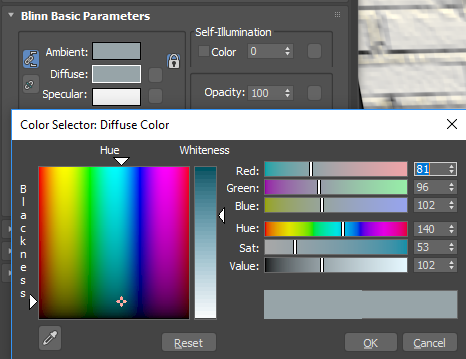 Blinn Basic Parameters
Self-Illumination
Ambient:
Color 0
Diffuse:
Specular:
Opacity: 100
Color Selector: Diffuse Color
Hue Whiteness
Blackness
Red: 81
Green: 96
Blue: 102
Hue: 140
Sat: 53
Value: 102
Reset
OK
Cancel